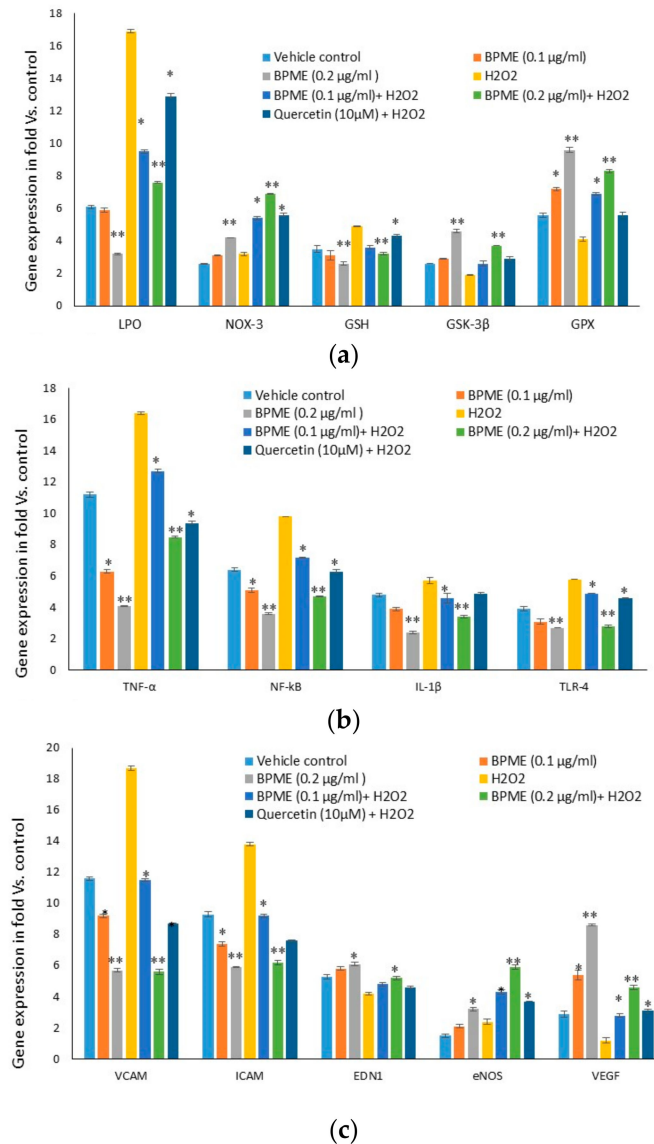 18
16
14
12
10
8
6
4
2
0
Gene expression in fold Vs. control
Vehicle control
BPME (0.1 µg/ml)
BPME (0.2 µg/ml )
H2O2
BPME (0.1 µg/ml)+ H2O2
BPME (0.2 µg/ml)+ H2O2
Quercetin (10µM) + H2O2
* ** * ** * ** * ** * ** * * ** ** * ** * **
LPO NOX-3 GSH GSK-3β GPX
(a)
18
16
14
12
10
8
6
4
2
0
Gene expression in fold Vs. control
Vehicle control
BPME (0.1 µg/ml)
BPME (0.2 µg/ml )
H2O2
BPME (0.1 µg/ml)+ H2O2
BPME (0.2 µg/ml)+ H2O2
Quercetin (10µM) + H2O2
* ** * ** * * ** * ** * ** * ** ** * ** *
TNF-α NF-kB IL-1β TLR-4
(b)
20
18
16
14
12
10
8
6
4
2
0
Gene expression in fold Vs. control
Vehicle control
BPME (0.1 µg/ml)
BPME (0.2 µg/ml )
H2O2
BPME (0.1 µg/ml)+ H2O2
BPME (0.2 µg/ml)+ H2O2
Quercetin (10µM) + H2O2
* ** * ** * ** * ** * * * * ** * * ** * ** *
VCAM ICAM EDN1 eNOS VEGF
(c)